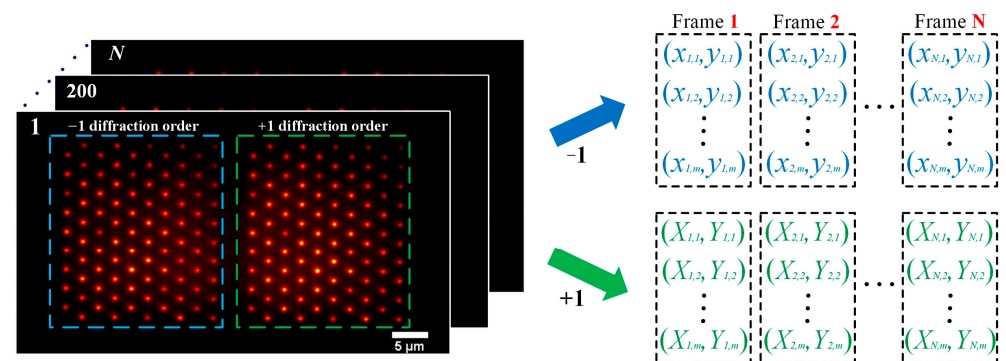 N
200
1
−1 diffraction order
+1 diffraction order
5 µm
-1
+1
Frame 1 Frame 2 Frame N
(x1,1,y1,1) (x2,1,y2,1) (xN,1,yN,1)
(x1,2,y1,2) (x2,2,y2,2) ... (xN,2,yN,2)
(x1,m,y1,m) (x2,m,y2,m) (xN,m,yN,m)
(X1,1,Y1,1) (X2,1,Y2,1) (XN,1,YN,1)
(X1,2,Y1,2) (X2,2,Y2,2) ... (XN,2,YN,2)
(X1,m,Y1,m) (X2,m,Y2,m) (XN,m,YN,m)